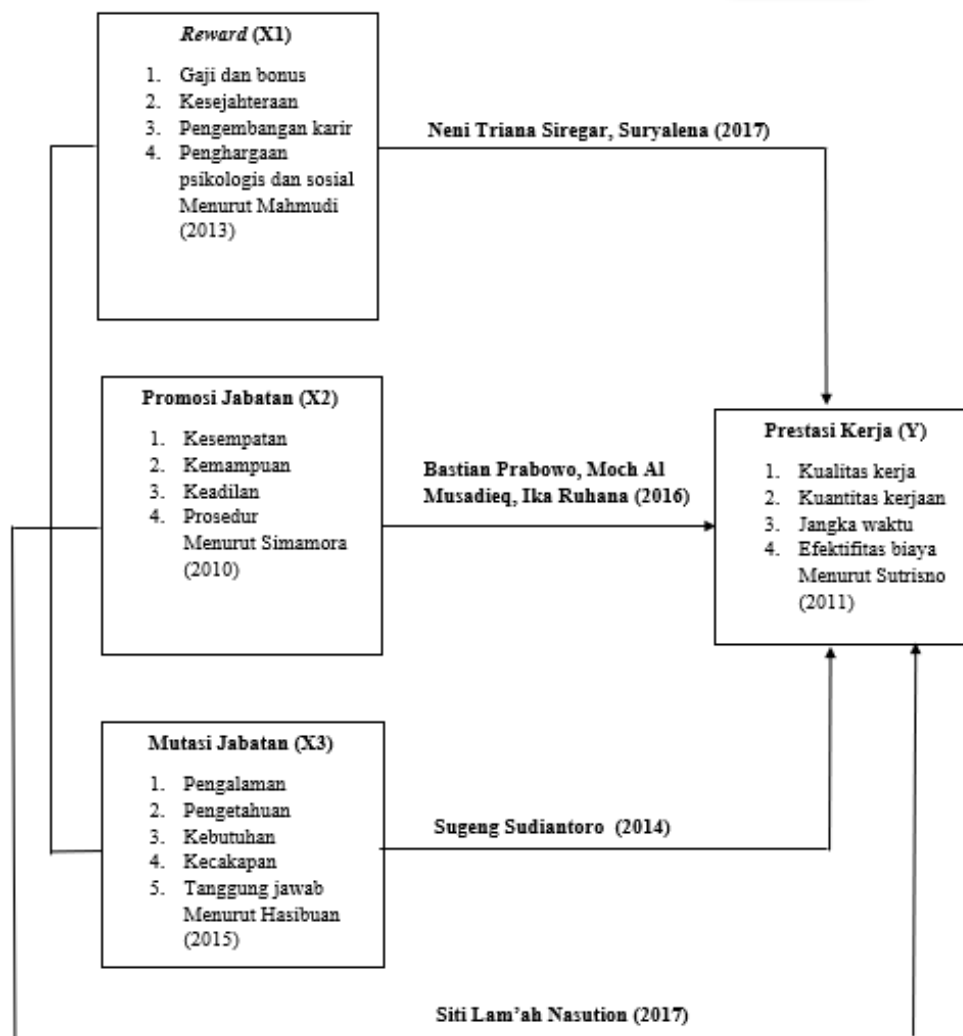 Reward (X1)
1. Gaji dan bonus
2. Kesejahteraan
3. Pengembangan karir
4. Penghargaan
psikologis dan sosial
Menurut Mahmudi
(2013)
Neni Triana Siregar, Suryalena (2017)
Promosi Jabatan (X2)
1. Kesempatan
2. Kemampuan
3. Keadilan
4. Prosedur
Menurut Simamora
(2010)
Bastian Prabowo, Moch Al
Musadieq, Ika Ruhana (2016)
Prestasi Kerja (Y)
1. Kualitas kerja
2. Kuantitas kerjaan
3. Jangka waktu
4. Efektifitas biaya
Menurut Sutrisno
(2011)
Mutasi Jabatan (X3)
1. Pengalaman
2. Pengetahuan
3. Kebutuhan
4. Kecakapan
5. Tanggung jawab
Menurut Hasibuan
(2015)
Sugeng Sudiantoro (2014)
Siti Lam’ah Nasution (2017)